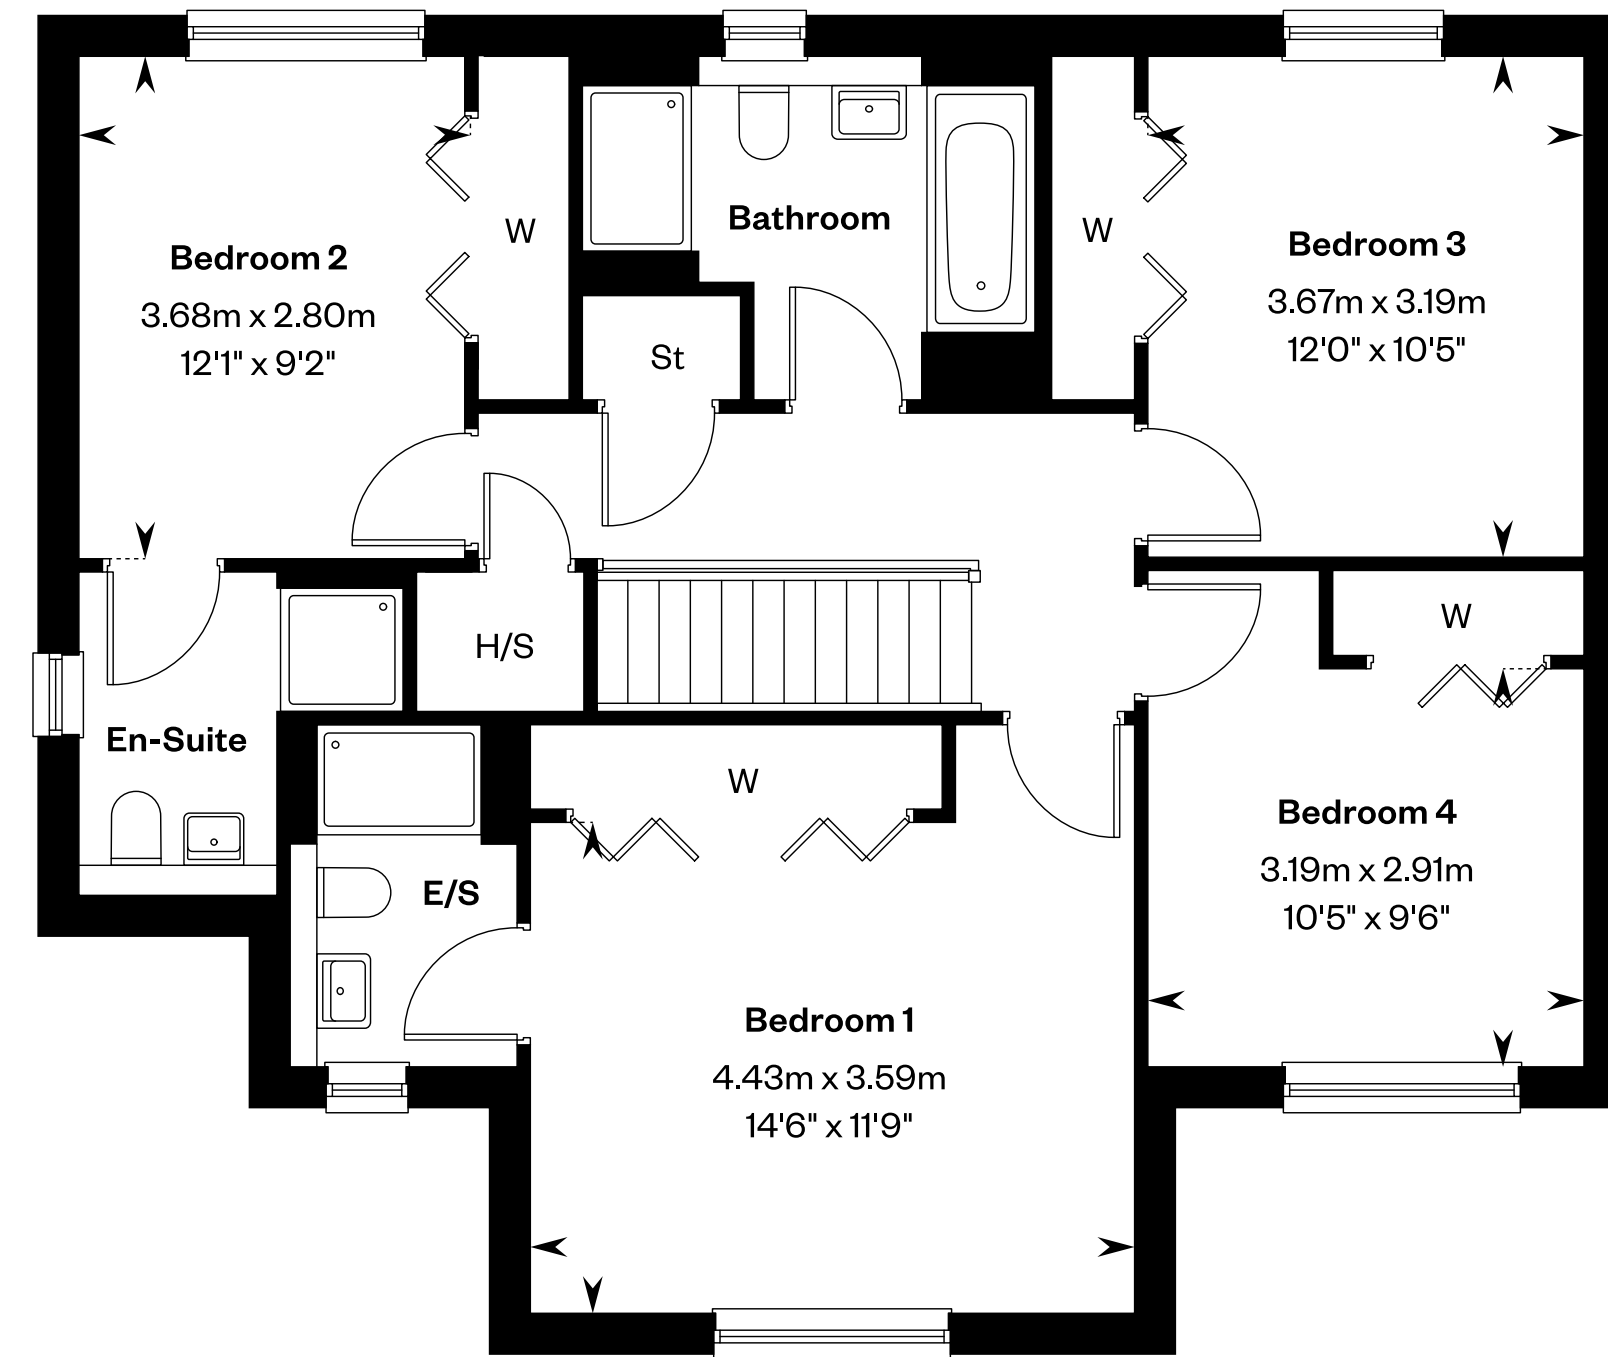 Bedroom 2
3.68m x 2.80m
12'1" x 9'2"
W
Bathroom
St
W
Bedroom 3
3.67m x 3.19m
12'0" x 10'5"
H/S
En-Suite
E/S
W
W
Bedroom 4
3.19m x 2.91m
10'5" x 9'6"
Bedroom 1
4.43m x 3.59m
14'6" x 11'9"